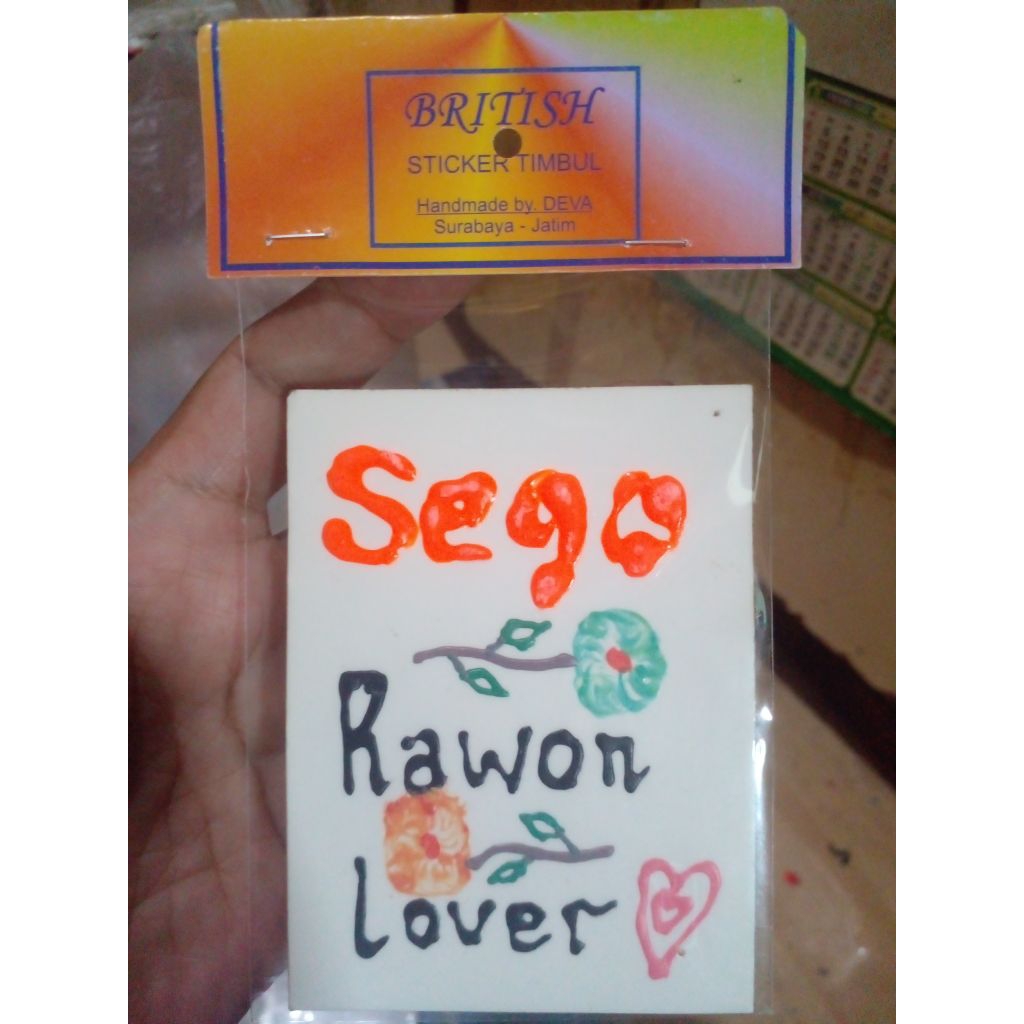 BRITISH
STICKER TIMBUL
Handmade by. DEVA
Surabaya - Jatim
Sego
Rawon
lover